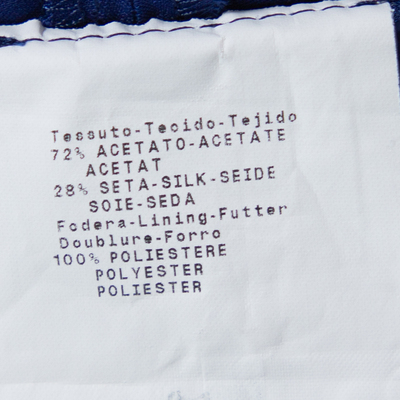 Tessuto-Tecido-Tejido
72% ACETATO-ACETATE
ACETAT
28% SETA-SILK-SEIDE
SOIE-SEDA
Fodera-Lining-Futter
Doublure-Forro
100% POLIESTERE
POLYESTER
POLIESTER